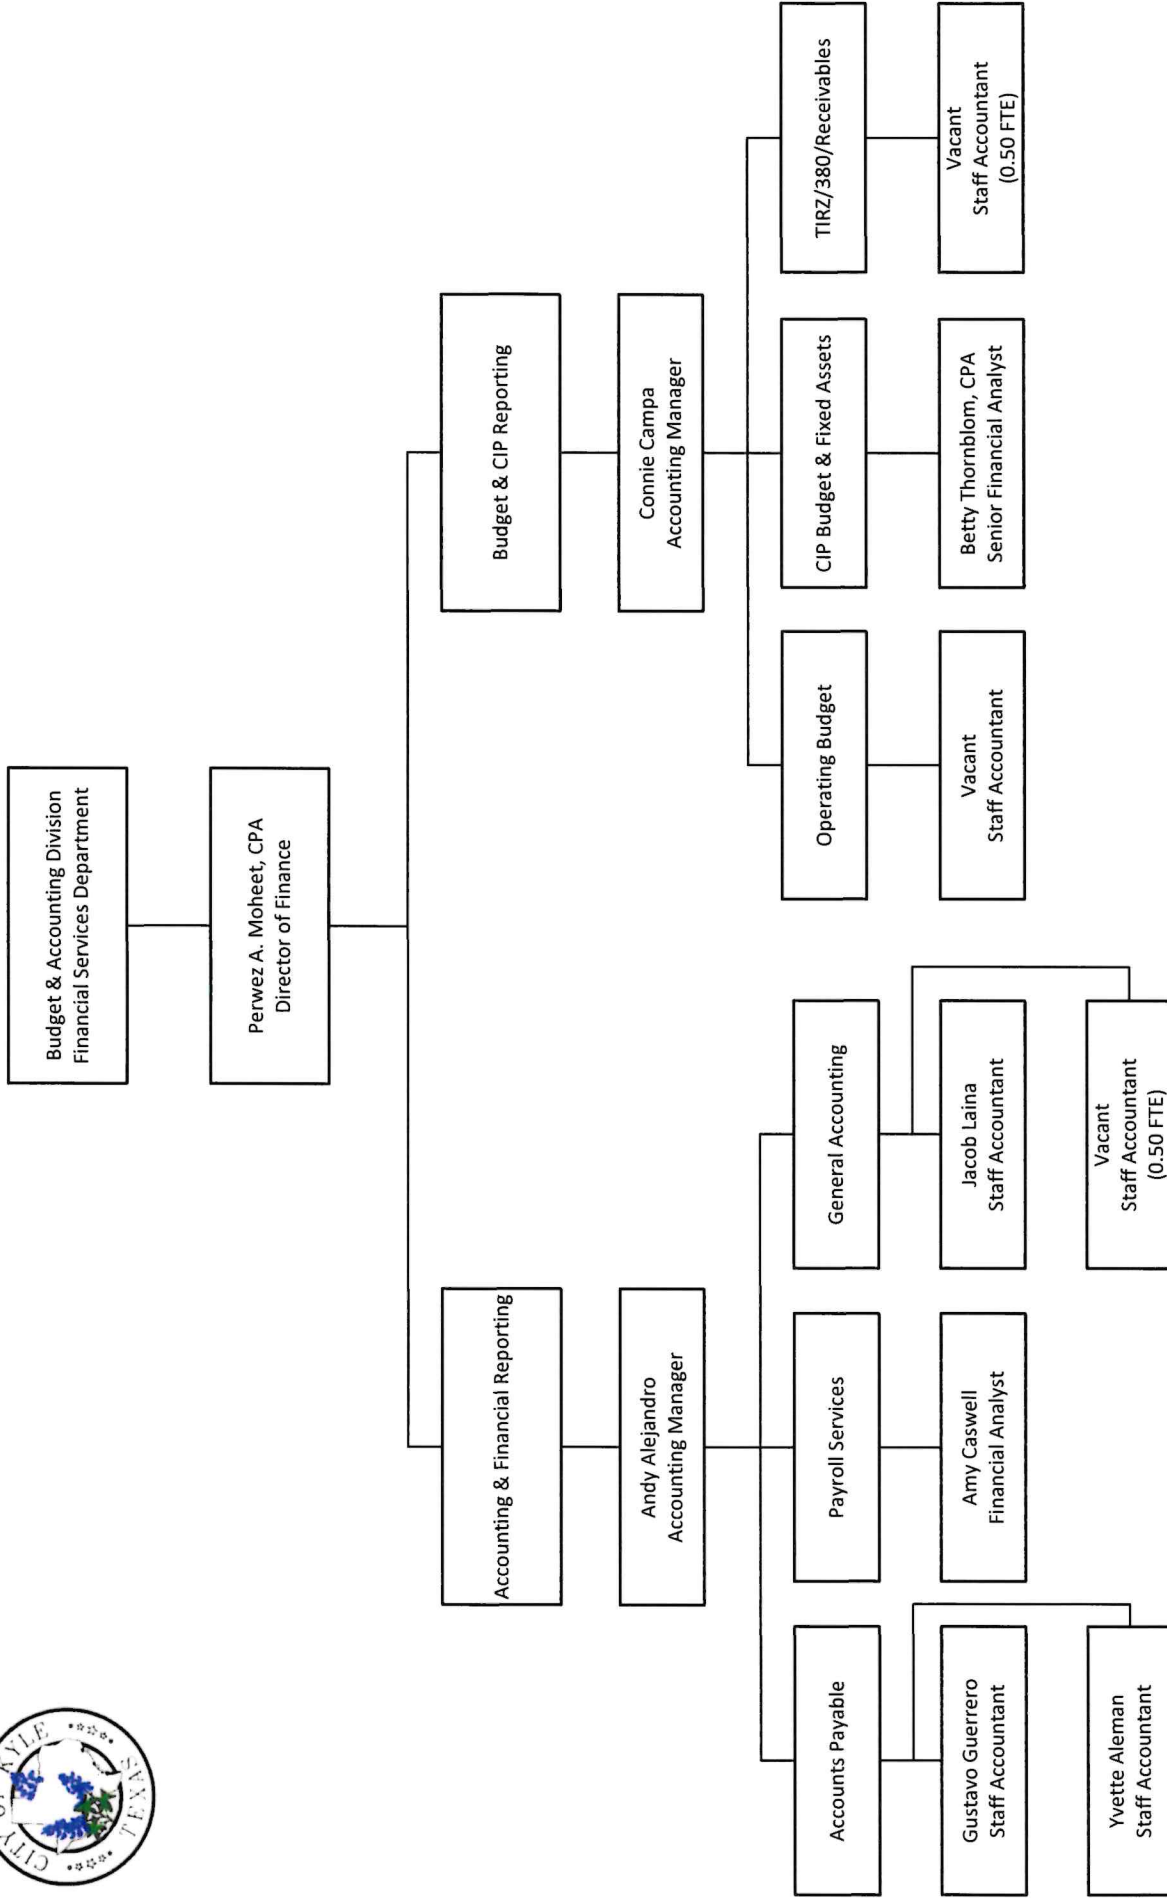 CITY OF KYLE
TEXAS
Budget & Accounting Division
Financial Services Department
Perwez A. Moheet, CPA
Director of Finance
Accounting & Financial Reporting
Budget & CIP Reporting
Andy Alejandro
Accounting Manager
Connie Campa
Accounting Manager
Accounts Payable
Payroll Services
General Accounting
Operating Budget
CIP Budget & Fixed Assets
TIRZ/380/Receivables
Gustavo Guerrero
Staff Accountant
Amy Caswell
Financial Analyst
Jacob Laina
Staff Accountant
Vacant
Staff Accountant
Betty Thornblom, CPA
Senior Financial Analyst
Vacant
Staff Accountant
(0.50 FTE)
Yvette Aleman
Staff Accountant
Vacant
Staff Accountant
(0.50 FTE)